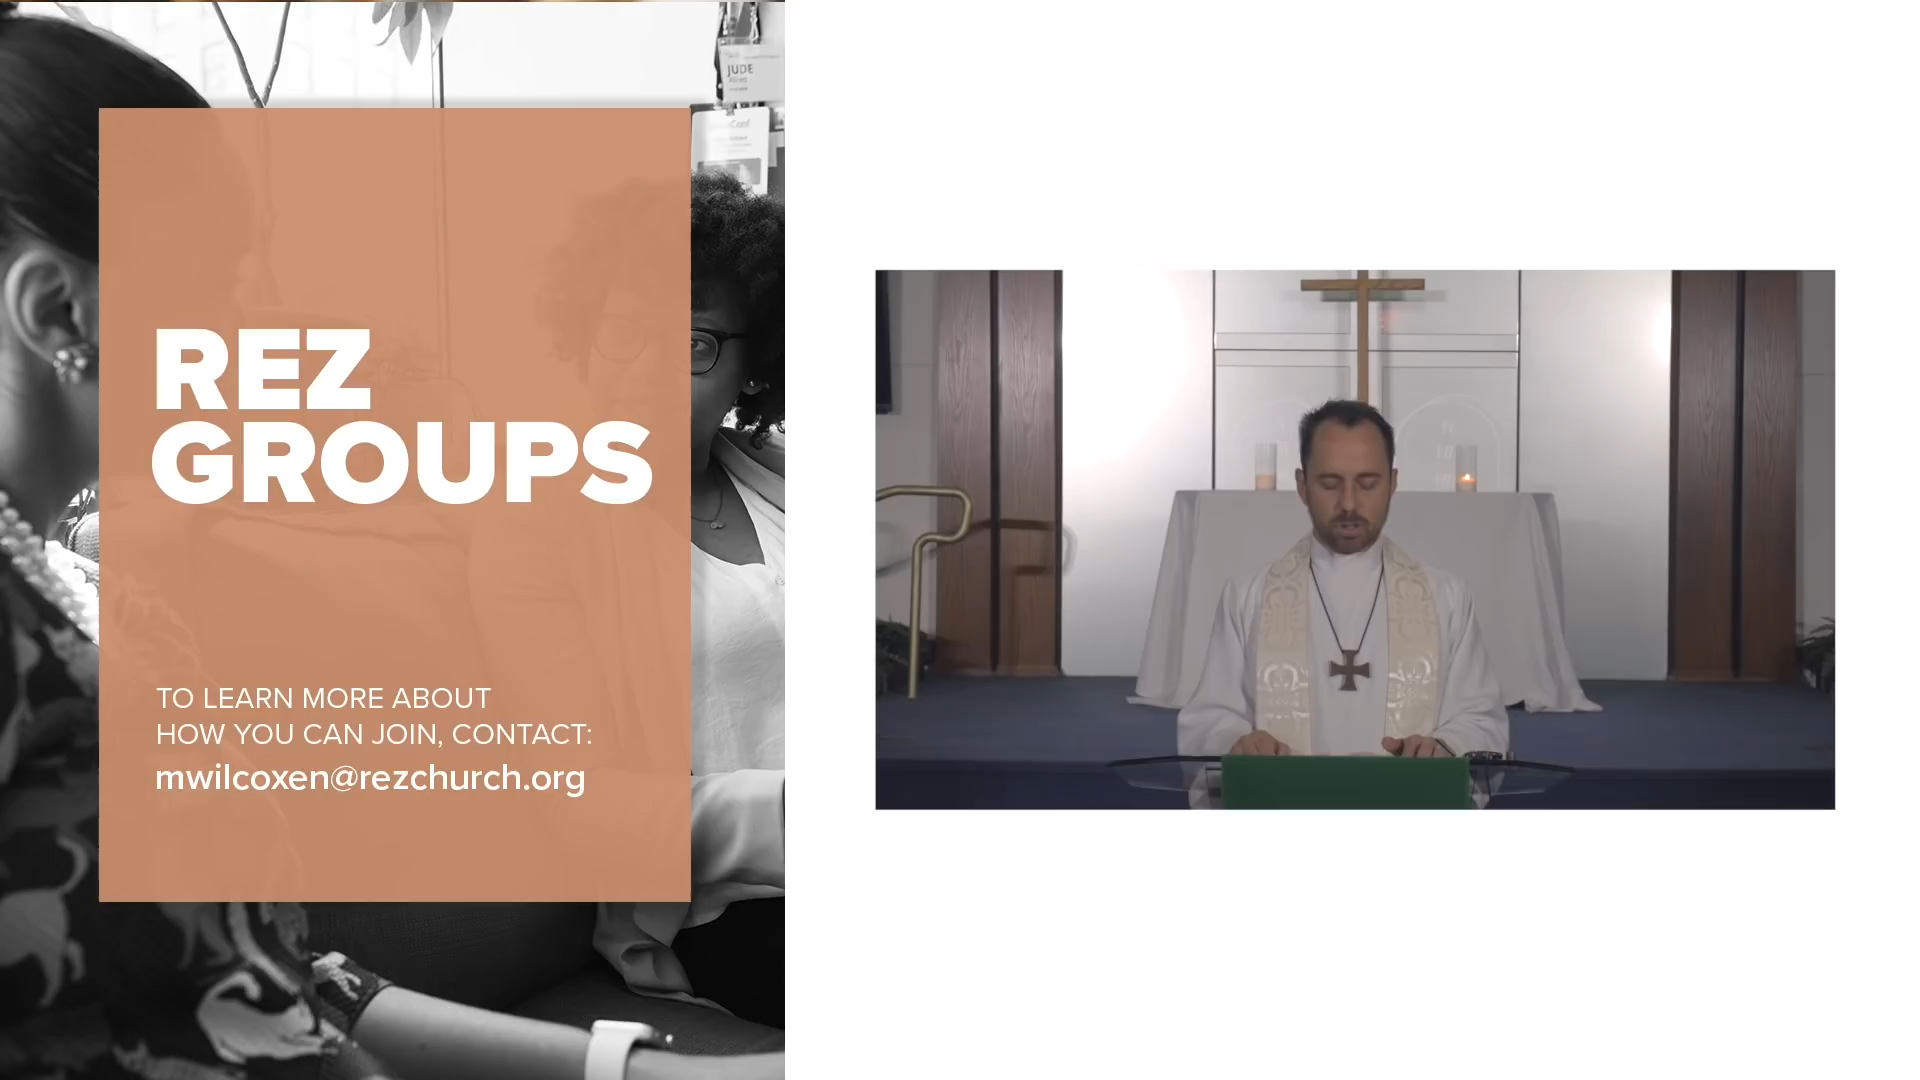 JUDE
REZ
GROUPS
TO LEARN MORE ABOUT
HOW YOU CAN JOIN, CONTACT:
mwilcoxen@rezchurch.org